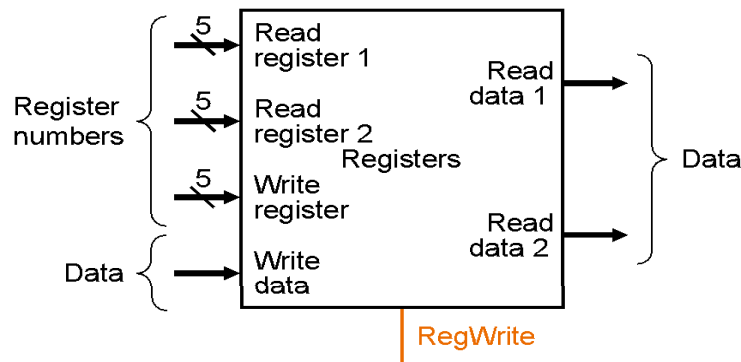 Register
numbers
Data
5
5
5
Read
register 1
Read
register 2
Registers
Write
register
Write
data
Read
data 1
Read
data 2
Data
RegWrite